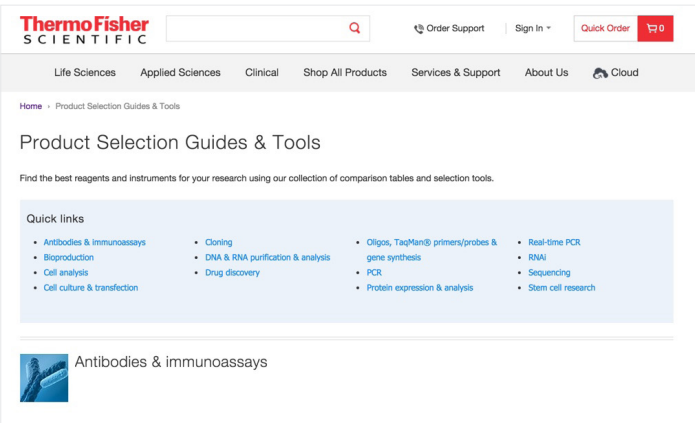 ThermoFisher
SCIENTIFIC
Order Support
Sign In
Quick Order
0
Life Sciences
Applied Sciences
Clinical
Shop All Products
Services & Support
About Us
Cloud
Home › Product Selection Guides & Tools
Product Selection Guides & Tools
Find the best reagents and instruments for your research using our collection of comparison tables and selection tools.
Quick links
• Antibodies & immunoassays
• Bioproduction
• Cell analysis
• Cell culture & transfection
• Cloning
• DNA & RNA purification & analysis
• Drug discovery
• Oligos, TaqMan® primers/probes &
gene synthesis
• PCR
• Protein expression & analysis
• Real-time PCR
• RNAi
• Sequencing
• Stem cell research
Antibodies & immunoassays